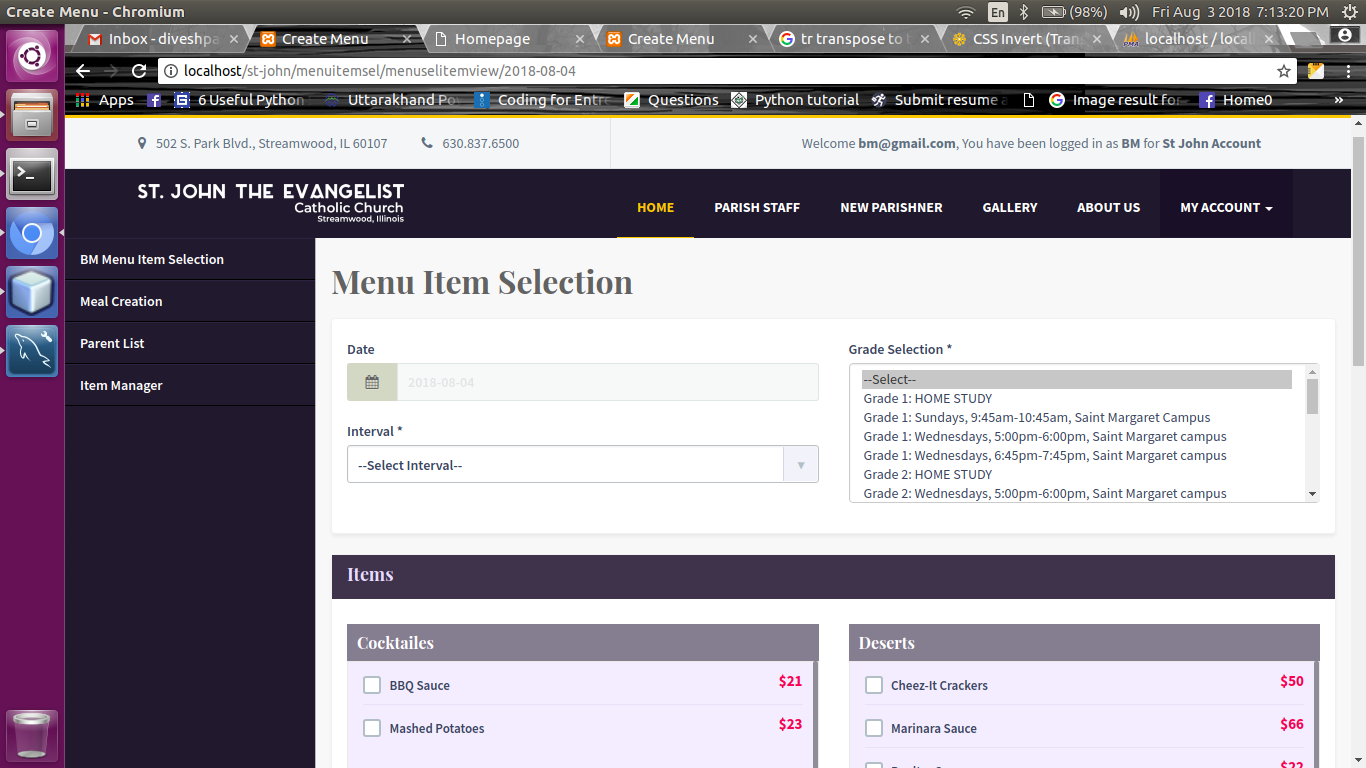 Create Menu - Chromium
En
(98%)
Fri Aug 3 2018 7:13:20 PM
Inbox - diveshpa
Create Menu
Homepage
Create Menu
tr transpose to t
CSS Invert (Tran
localhost / local
localhost/st-john/menuitemsel/menuselitemview/2018-08-04
Apps
6 Useful Python
Uttarakhand Po
Coding for Entre
Questions
Python tutorial
Submit resume a
Image result for
Home0
»
502 S. Park Blvd., Streamwood, IL 60107
630.837.6500
Welcome bm@gmail.com, You have been logged in as BM for St John Account
ST. JOHN THE EVANGELIST
Catholic Church
Streamwood, Illinois
HOME
PARISH STAFF
NEW PARISHNER
GALLERY
ABOUT US
MY ACCOUNT
BM Menu Item Selection
Meal Creation
Parent List
Item Manager
Menu Item Selection
Date
2018-08-04
Interval *
--Select Interval--
Grade Selection *
--Select--
Grade 1: HOME STUDY
Grade 1: Sundays, 9:45am-10:45am, Saint Margaret Campus
Grade 1: Wednesdays, 5:00pm-6:00pm, Saint Margaret campus
Grade 1: Wednesdays, 6:45pm-7:45pm, Saint Margaret campus
Grade 2: HOME STUDY
Grade 2: Wednesdays, 5:00pm-6:00pm, Saint Margaret campus
Items
Cocktailes
BBQ Sauce $21
Mashed Potatoes $23
Deserts
Cheez-It Crackers $50
Marinara Sauce $66
$22